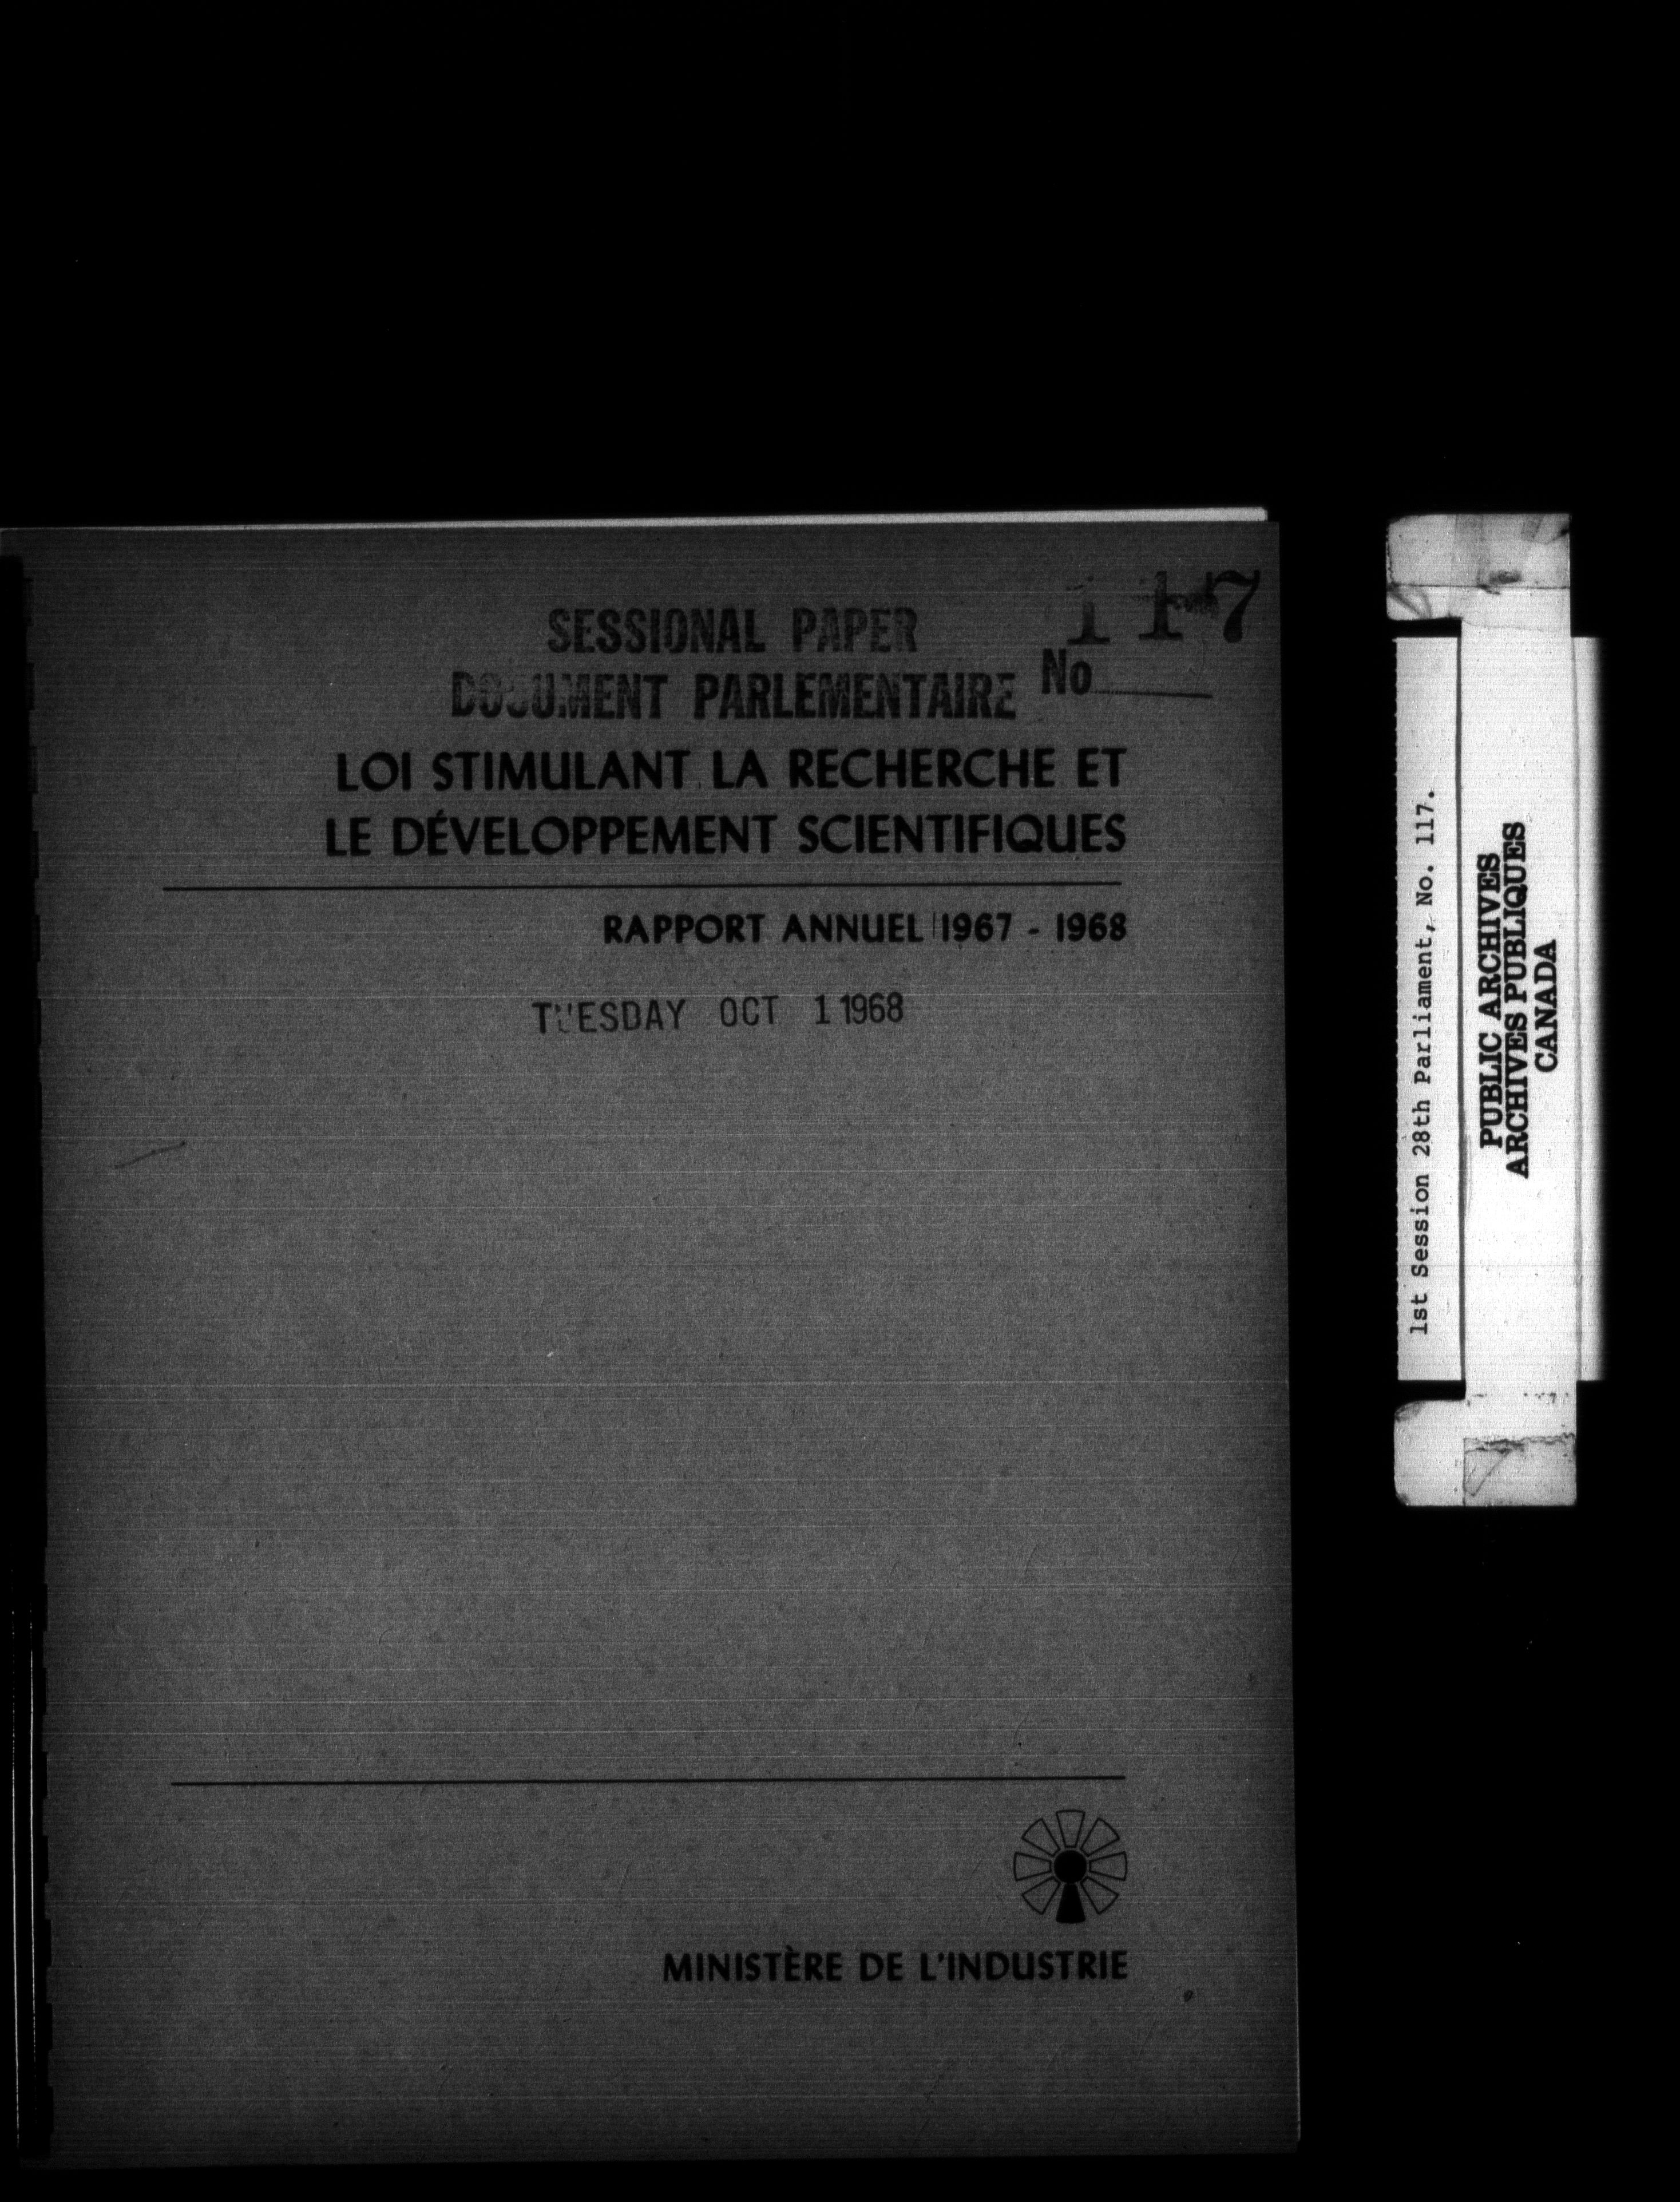 SESSIONAL PAPER
DOCUMENT PARLEMENTAIRE No 117
LOI STIMULANT LA RECHERCHE ET
LE DÉVELOPPEMENT SCIENTIFIQUES
RAPPORT ANNUEL 1967 - 1968
TUESDAY OCT 1 1968
MINISTÈRE DE L'INDUSTRIE
1st Session 28th Parliament, No. 117.
PUBLIC ARCHIVES
ARCHIVES PUBLIQUES
CANADA